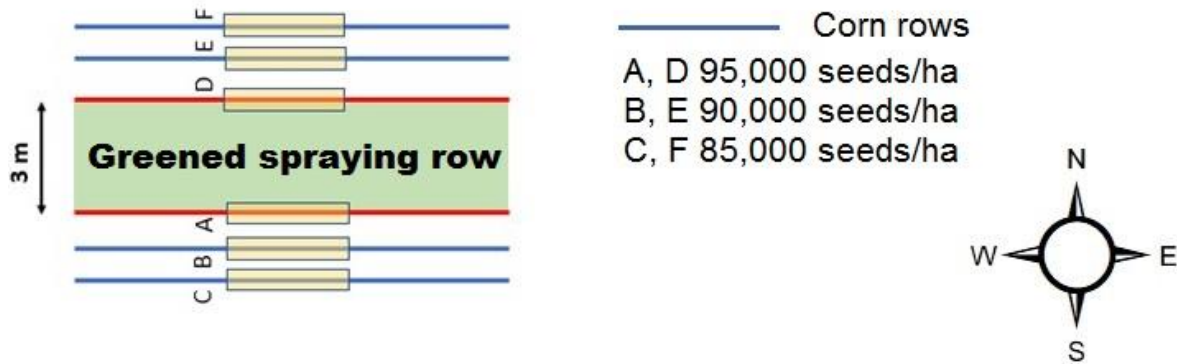 F
E
D
3 m
Greened spraying row
A
B
C
Corn rows
A, D 95,000 seeds/ha
B, E 90,000 seeds/ha
C, F 85,000 seeds/ha
N
W
E
S